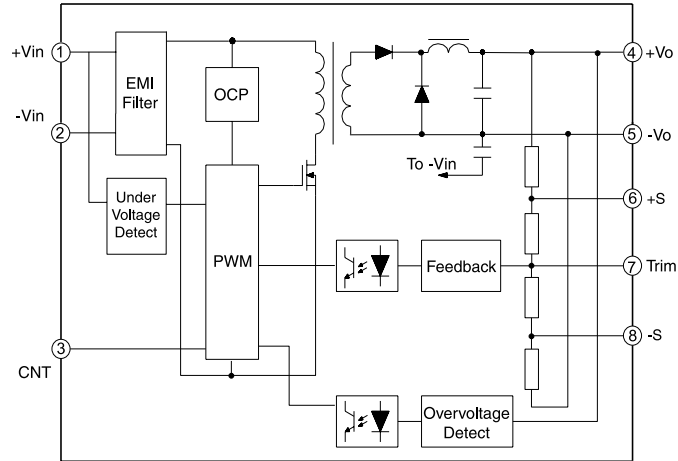 +Vin
1
EMI
Filter
OCP
4
+Vo
-Vin
2
5
-Vo
To -Vin
Under
Voltage
Detect
6
+S
PWM
Feedback
7
Trim
3
CNT
8
-S
Overvoltage
Detect